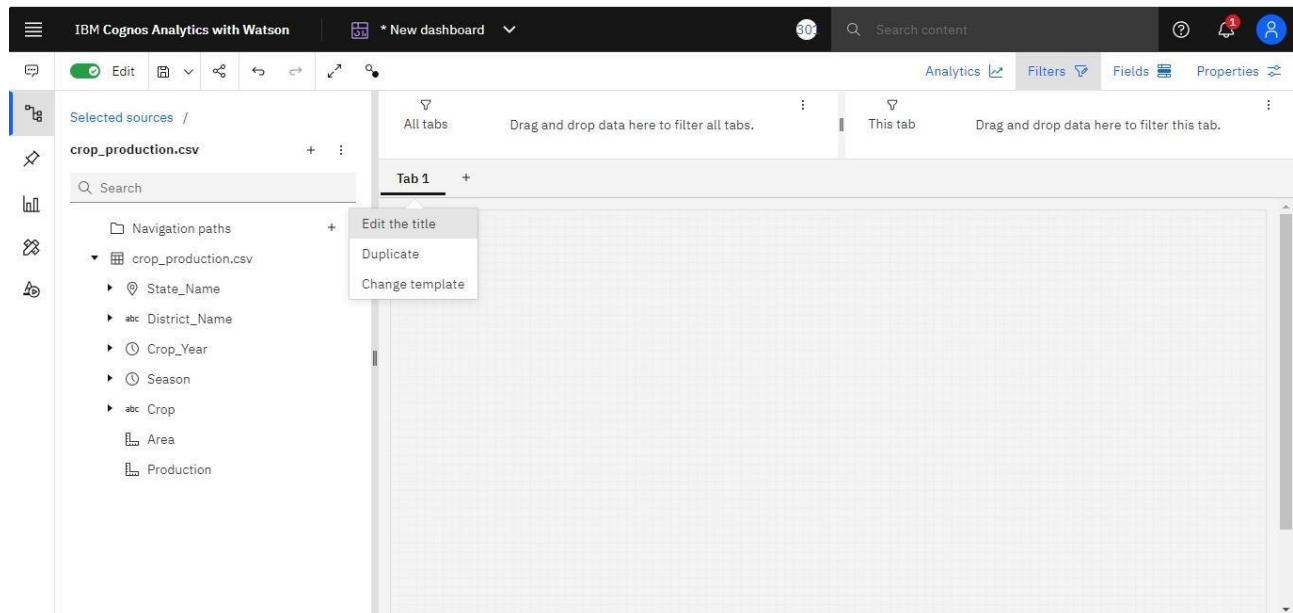 IBM Cognos Analytics with Watson
* New dashboard
301
Search content
1
Edit
Analytics
Filters
Fields
Properties
Selected sources /
crop_production.csv
Search
Navigation paths
crop_production.csv
State_Name
abc District_Name
Crop_Year
Season
abc Crop
Area
Production
All tabs
Drag and drop data here to filter all tabs.
This tab
Drag and drop data here to filter this tab.
Tab 1
Edit the title
Duplicate
Change template